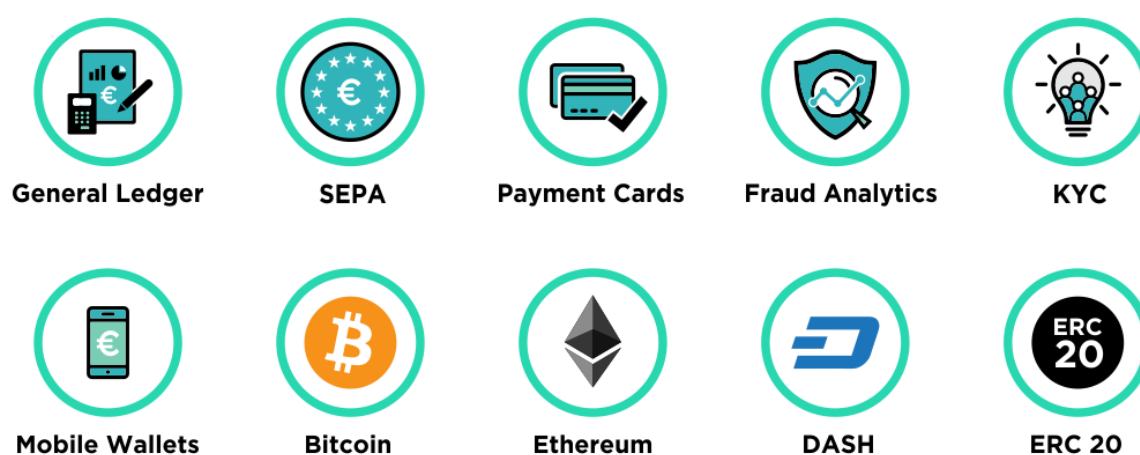 €
€
General Ledger
SEPA
Payment Cards
Fraud Analytics
KYC
€
ERC
20
Mobile Wallets
Bitcoin
Ethereum
DASH
ERC 20